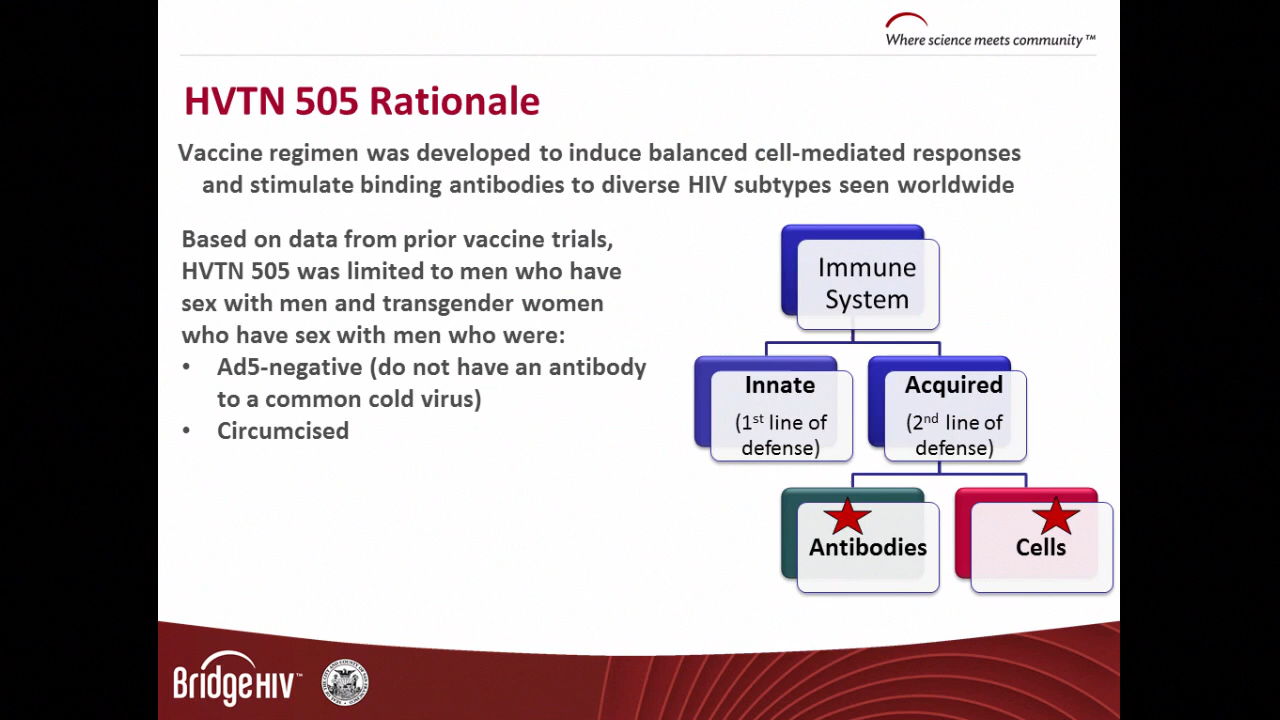 Where science meets community™
HVTN 505 Rationale
Vaccine regimen was developed to induce balanced cell-mediated responses
and stimulate binding antibodies to diverse HIV subtypes seen worldwide
Based on data from prior vaccine trials,
HVTN 505 was limited to men who have
sex with men and transgender women
who have sex with men who were:
• Ad5-negative (do not have an antibody
to a common cold virus)
• Circumcised
Immune
System
Innate
(1st line of
defense)
Acquired
(2nd line of
defense)
Antibodies
Cells
BridgeHIV™